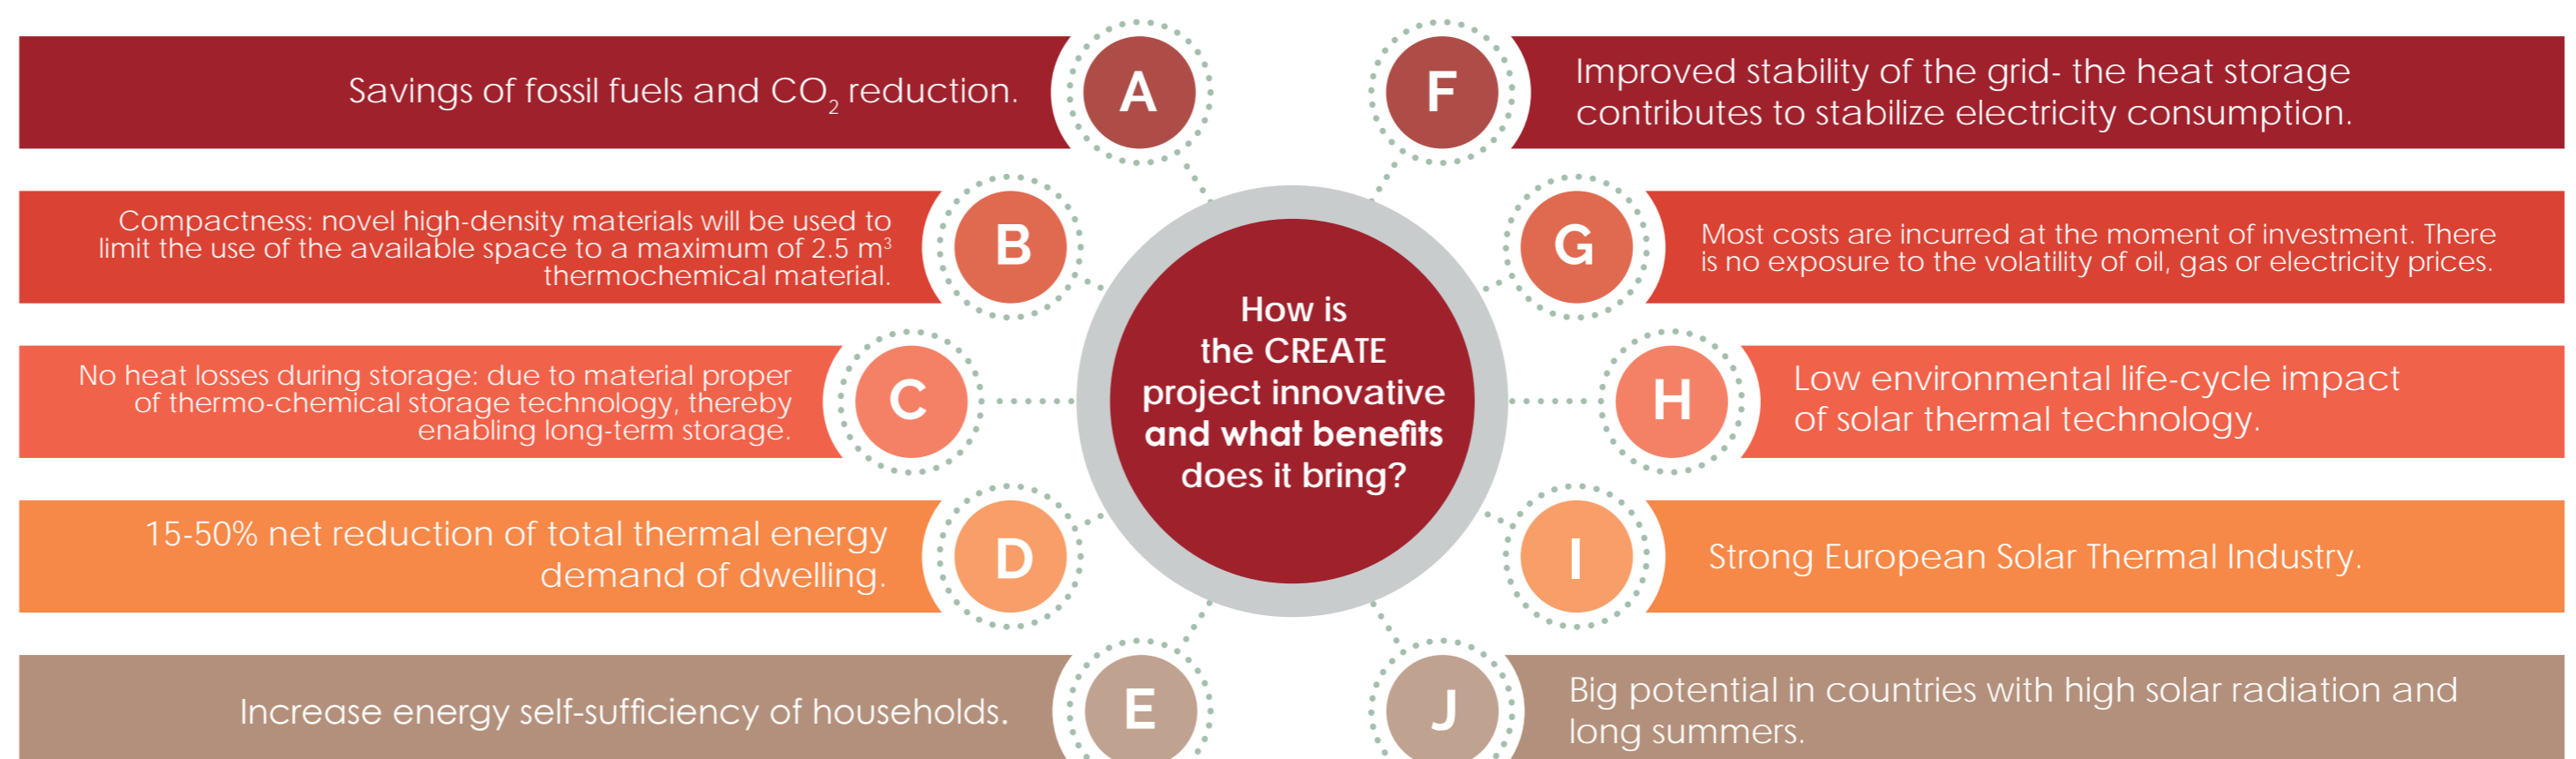 A
Savings of fossil fuels and CO₂ reduction.
B
Compactness: novel high-density materials will be used to
limit the use of the available space to a maximum of 2.5 m³
thermochemical material.
C
No heat losses during storage: due to material proper
of thermo-chemical storage technology, thereby
enabling long-term storage.
D
15-50% net reduction of total thermal energy
demand of dwelling.
E
Increase energy self-sufficiency of households.
How is
the CREATE
project innovative
and what benefits
does it bring?
F
Improved stability of the grid- the heat storage
contributes to stabilize electricity consumption.
G
Most costs are incurred at the moment of investment. There
is no exposure to the volatility of oil, gas or electricity prices.
H
Low environmental life-cycle impact
of solar thermal technology.
I
Strong European Solar Thermal Industry.
J
Big potential in countries with high solar radiation and
long summers.